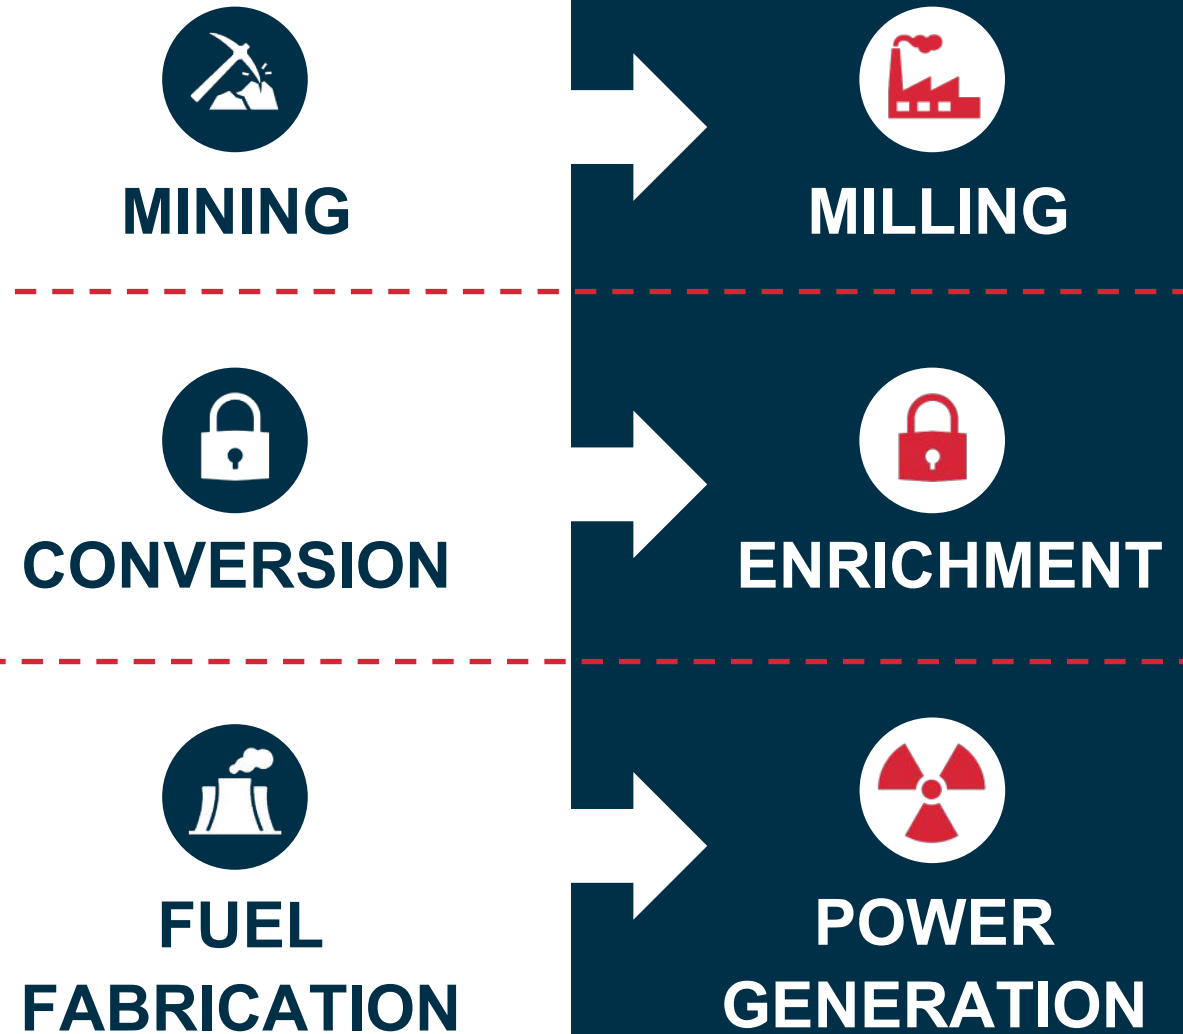 MINING
MILLING
CONVERSION
ENRICHMENT
FUEL
FABRICATION
POWER
GENERATION